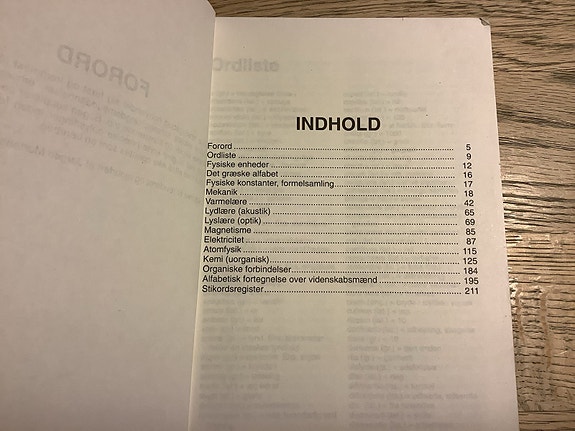 INDHOLD
Forord 5
Ordliste 9
Fysiske enheder 12
Det græske alfabet 16
Fysiske konstanter, formelsamling 17
Mekanik 18
Varmelære 42
Lydlære (akustik) 65
Lyslære (optik) 69
Magnetisme 85
Elektricitet 87
Atomfysik 115
Kemi (uorganisk) 125
Organiske forbindelser 184
Alfabetisk fortegnelse over videnskabsmænd 195
Stikordsregister 211